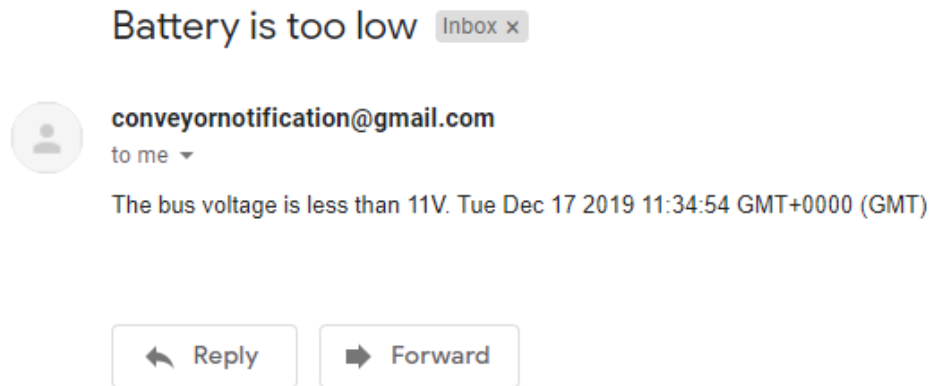 Battery is too low Inbox ×
conveyornotification@gmail.com
to me
The bus voltage is less than 11V. Tue Dec 17 2019 11:34:54 GMT+0000 (GMT)
Reply Forward